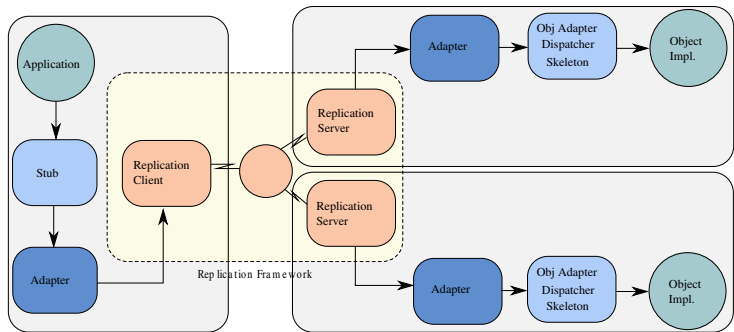 Application
Stub
Adapter
Replication
Client
Replication Framework
Replication
Server
Adapter
Obj Adapter
Dispatcher
Skeleton
Object
Impl.
Replication
Server
Adapter
Obj Adapter
Dispatcher
Skeleton
Object
Impl.